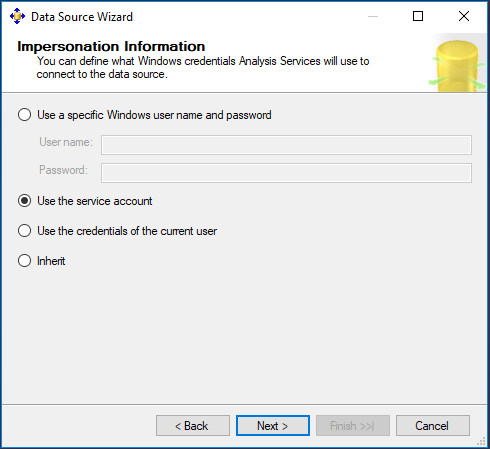 Data Source Wizard
Impersonation Information
You can define what Windows credentials Analysis Services will use to
connect to the data source.
Use a specific Windows user name and password
User name:
Password:
Use the service account
Use the credentials of the current user
Inherit
< Back
Next >
Finish >>|
Cancel